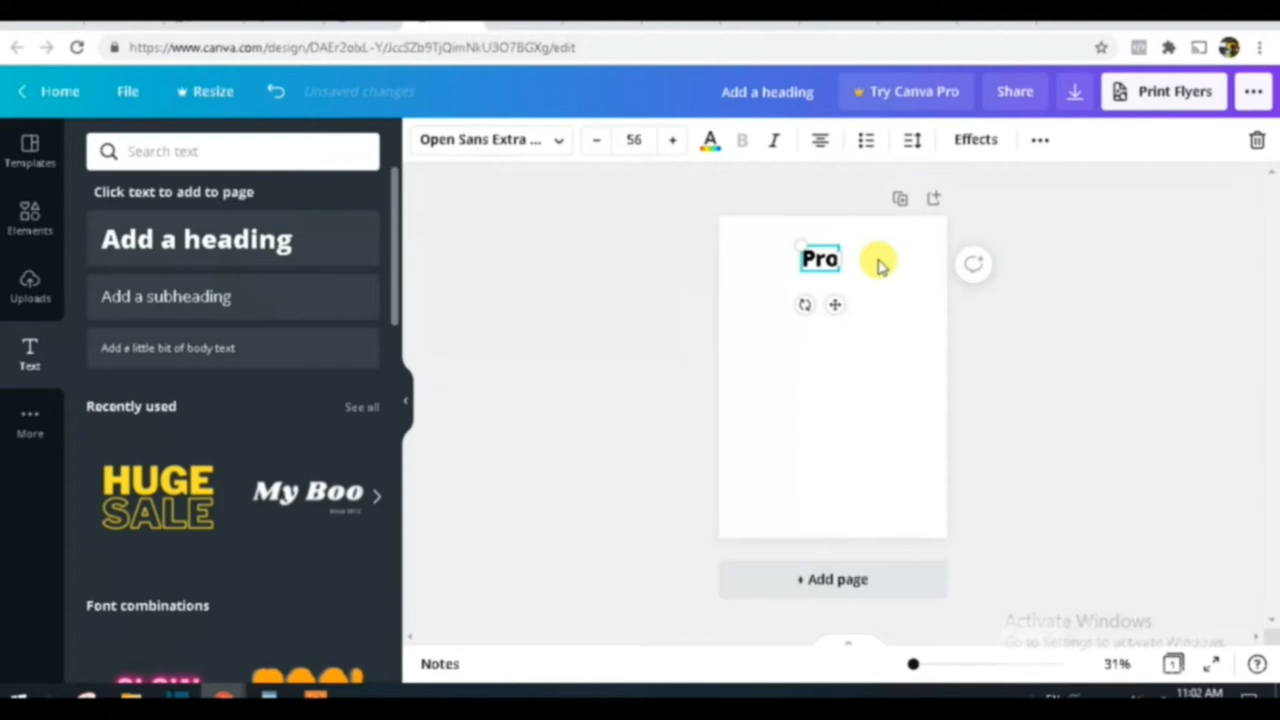 https://www.canva.com/design/DAEr2olxL-Y/JccSZb9TjQimNkU3O7BGXg/edit
Home File Resize Unsaved changes Add a heading Try Canva Pro Share Print Flyers
Templates
Elements
Uploads
Text
More
Search text
Click text to add to page
Add a heading
Add a subheading
Add a little bit of body text
Recently used See all
HUGE
SALE
My Boo
Font combinations
Open Sans Extra ... 56 A B I Effects
Pro
+ Add page
Activate Windows
Go to Settings to activate Windows.
Notes 31% 1
11:02 AM